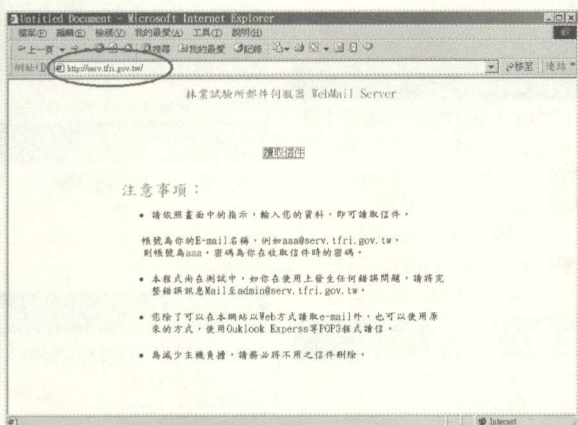 Untitled Document - Microsoft Internet Explorer
檔案(F) 編輯(E) 檢視(V) 我的最愛(A) 工具(T) 說明(H)
上一頁 搜尋 我的最愛 記錄
網址(D) http://serv.tfri.gov.tw/ 移至 連結 »
林業試驗所郵件伺服器 WebMail Server
讀取信件
注意事項：
• 請依照畫面中的指示，輸入您的資料，即可讀取信件。
帳號為你的E-mail名稱，例如aaa@serv.tfri.gov.tw，
則帳號為aaa，密碼為你在收取信件時的密碼。
• 本程式尚在測試中，如你在使用上發生任何錯誤問題，請將完
整錯誤訊息Mail至admin@serv.tfri.gov.tw。
• 您除了可以在本網站以Web方式讀取e-mail外，也可以使用原
來的方式，使用Ouklook Experss等POP3程式讀信。
• 為減少主機負擔，請務必將不用之信件刪除。
Internet